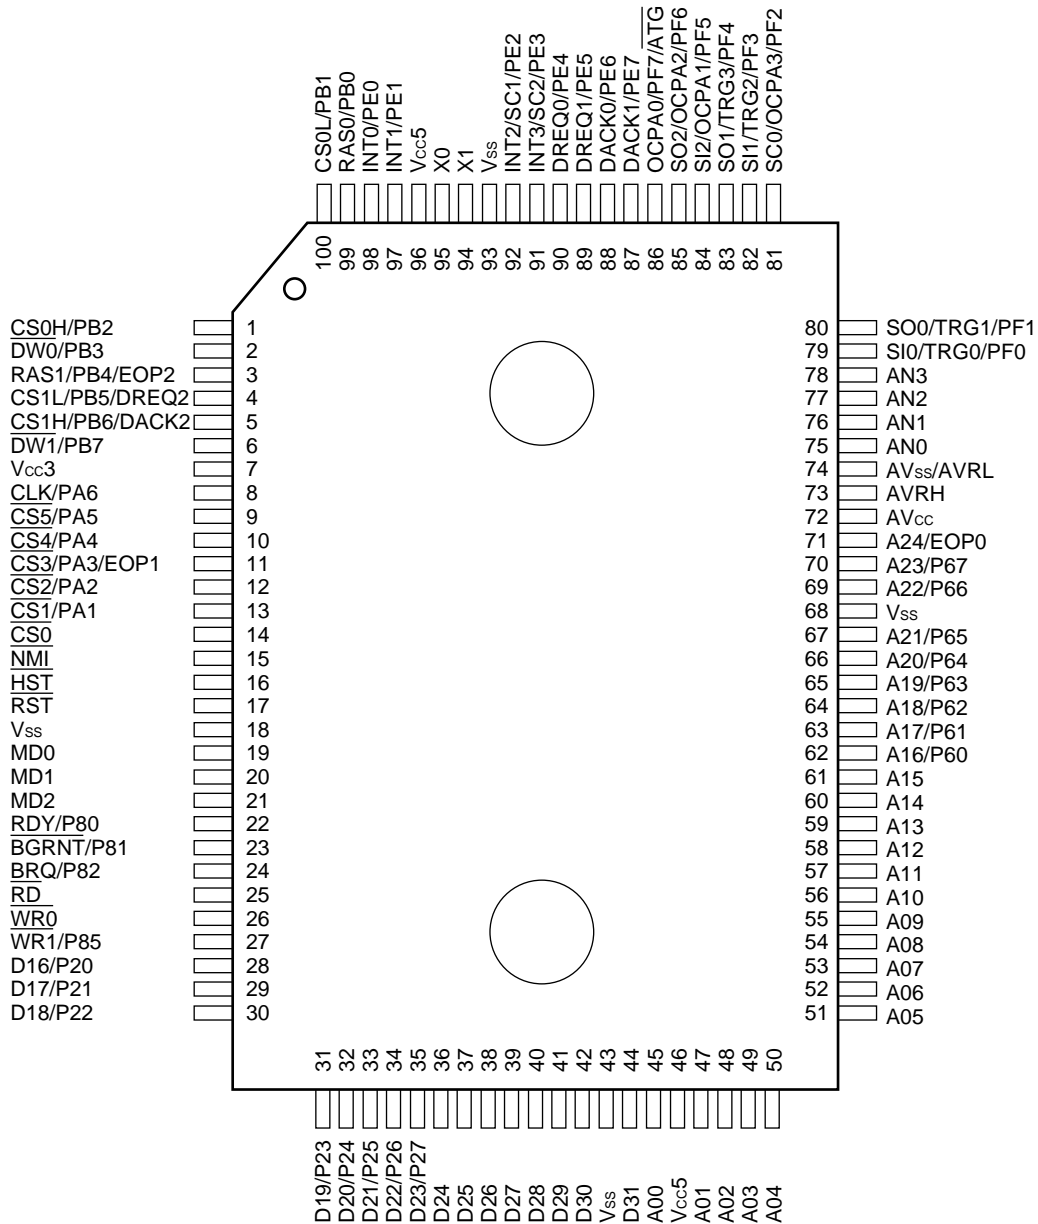 CS0L/PB1
RAS0/PB0
INT0/PE0
INT1/PE1
Vcc5
X0
X1
Vss
INT2/SC1/PE2
INT3/SC2/PE3
DREQ0/PE4
DREQ1/PE5
DACK0/PE6
DACK1/PE7
OCPA0/PF7/ATG
SO2/OCPA2/PF6
SI2/OCPA1/PF5
SO1/TRG3/PF4
SI1/TRG2/PF3
SC0/OCPA3/PF2
100 99 98 97 96 95 94 93 92 91 90 89 88 87 86 85 84 83 82 81
CS0H/PB2 1 80 SO0/TRG1/PF1
DW0/PB3 2 79 SI0/TRG0/PF0
RAS1/PB4/EOP2 3 78 AN3
CS1L/PB5/DREQ2 4 77 AN2
CS1H/PB6/DACK2 5 76 AN1
DW1/PB7 6 75 AN0
Vcc3 7 74 AVss/AVRL
CLK/PA6 8 73 AVRH
CS5/PA5 9 72 AVcc
CS4/PA4 10 71 A24/EOP0
CS3/PA3/EOP1 11 70 A23/P67
CS2/PA2 12 69 A22/P66
CS1/PA1 13 68 Vss
CS0 14 67 A21/P65
NMI 15 66 A20/P64
HST 16 65 A19/P63
RST 17 64 A18/P62
Vss 18 63 A17/P61
MD0 19 62 A16/P60
MD1 20 61 A15
MD2 21 60 A14
RDY/P80 22 59 A13
BGRNT/P81 23 58 A12
BRQ/P82 24 57 A11
RD 25 56 A10
WR0 26 55 A09
WR1/P85 27 54 A08
D16/P20 28 53 A07
D17/P21 29 52 A06
D18/P22 30 51 A05
31 32 33 34 35 36 37 38 39 40 41 42 43 44 45 46 47 48 49 50
D19/P23
D20/P24
D21/P25
D22/P26
D23/P27
D24
D25
D26
D27
D28
D29
D30
Vss
D31
A00
Vcc5
A01
A02
A03
A04